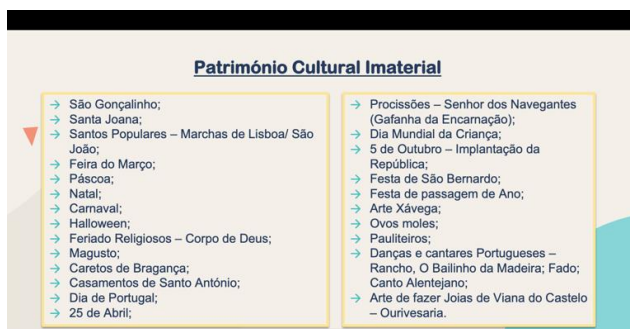 Património Cultural Imaterial
→ São Gonçalinho;
→ Santa Joana;
→ Santos Populares – Marchas de Lisboa/ São
João;
→ Feira do Março;
→ Páscoa;
→ Natal;
→ Carnaval;
→ Halloween;
→ Feriado Religiosos – Corpo de Deus;
→ Magusto;
→ Caretos de Bragança;
→ Casamentos de Santo António;
→ Dia de Portugal;
→ 25 de Abril;
→ Procissões – Senhor dos Navegantes
(Gafanha da Encarnação);
→ Dia Mundial da Criança;
→ 5 de Outubro – Implantação da
República;
→ Festa de São Bernardo;
→ Festa de passagem de Ano;
→ Arte Xávega;
→ Ovos moles;
→ Pauliteiros;
→ Danças e cantares Portugueses –
Rancho, O Bailinho da Madeira; Fado;
Canto Alentejano;
→ Arte de fazer Joias de Viana do Castelo
– Ourivesaria.